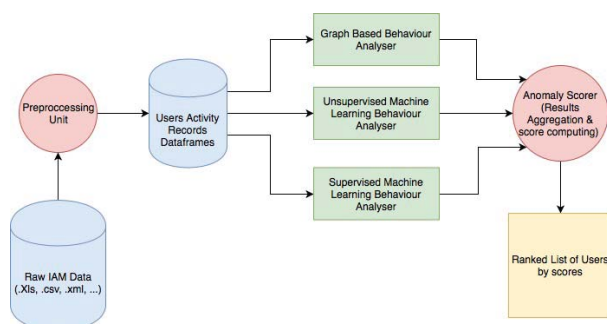 Graph Based Behaviour
Analyser
Preproccessing
Unit
Users Activity
Records
Dataframes
Unsupervised Machine
Learning Behaviour
Analyser
Anomaly Scorer
(Results
Aggregation &
score computing)
Supervised Machine
Learning Behaviour
Analyser
Raw IAM Data
(.Xls, .csv, .xml, ...)
Ranked List of Users
by scores